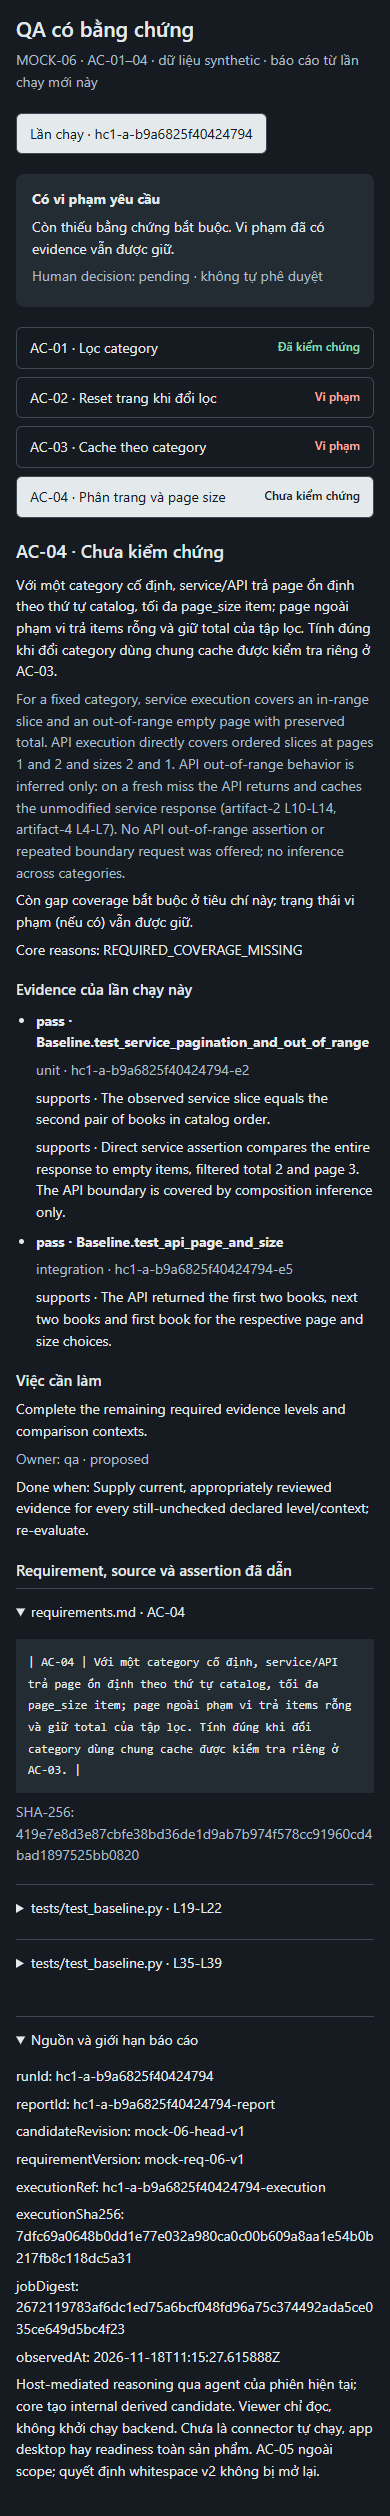 QA có bằng chứng
MOCK-06 · AC-01–04 · dữ liệu synthetic · báo cáo từ lần
chạy mới này
Lần chạy · hc1-a-b9a6825f40424794
Có vi phạm yêu cầu
Còn thiếu bằng chứng bắt buộc. Vi phạm đã có
evidence vẫn được giữ.
Human decision: pending · không tự phê duyệt
AC-01 · Lọc category Đã kiểm chứng
AC-02 · Reset trang khi đổi lọc Vi phạm
AC-03 · Cache theo category Vi phạm
AC-04 · Phân trang và page size Chưa kiểm chứng
AC-04 · Chưa kiểm chứng
Với một category cố định, service/API trả page ổn định
theo thứ tự catalog, tối đa page_size item; page ngoài
phạm vi trả items rỗng và giữ total của tập lọc. Tính đúng
khi đổi category dùng chung cache được kiểm tra riêng ở
AC-03.
For a fixed category, service execution covers an in-range
slice and an out-of-range empty page with preserved
total. API execution directly covers ordered slices at pages
1 and 2 and sizes 2 and 1. API out-of-range behavior is
inferred only: on a fresh miss the API returns and caches
the unmodified service response (artifact-2 L10-L14,
artifact-4 L4-L7). No API out-of-range assertion or
repeated boundary request was offered; no inference
across categories.
Còn gap coverage bắt buộc ở tiêu chí này; trạng thái vi
phạm (nếu có) vẫn được giữ.
Core reasons: REQUIRED_COVERAGE_MISSING
Evidence của lần chạy này
• pass ·
Baseline.test_service_pagination_and_out_of_range
unit · hc1-a-b9a6825f40424794-e2
supports · The observed service slice equals the
second pair of books in catalog order.
supports · Direct service assertion compares the entire
response to empty items, filtered total 2 and page 3.
The API boundary is covered by composition inference
only.
• pass · Baseline.test_api_page_and_size
integration · hc1-a-b9a6825f40424794-e5
supports · The API returned the first two books, next
two books and first book for the respective page and
size choices.
Việc cần làm
Complete the remaining required evidence levels and
comparison contexts.
Owner: qa · proposed
Done when: Supply current, appropriately reviewed
evidence for every still-unchecked declared level/context;
re-evaluate.
Requirement, source và assertion đã dẫn
▼ requirements.md · AC-04
| AC-04 | Với một category cố định, service/API
trả page ổn định theo thứ tự catalog, tối đa
page_size item; page ngoài phạm vi trả items rỗng
và giữ total của tập lọc. Tính đúng khi đổi
category dùng chung cache được kiểm tra riêng ở
AC-03. |
SHA-256:
419e7e8d3e87cbfe38bd36de1d9ab7b974f578cc91960cd4
bad1897525bb0820
▶ tests/test_baseline.py · L19-L22
▶ tests/test_baseline.py · L35-L39
▼ Nguồn và giới hạn báo cáo
runId: hc1-a-b9a6825f40424794
reportId: hc1-a-b9a6825f40424794-report
candidateRevision: mock-06-head-v1
requirementVersion: mock-req-06-v1
executionRef: hc1-a-b9a6825f40424794-execution
executionSha256:
7dfc69a0648b0dd1e77e032a980ca0c00b609a8aa1e54b0b
217fb8c118dc5a31
jobDigest:
2672119783af6dc1ed75a6bcf048fd96a75c374492ada5ce0
35ce649d5bc4f23
observedAt: 2026-11-18T11:15:27.615888Z
Host-mediated reasoning qua agent của phiên hiện tại;
core tạo internal derived candidate. Viewer chỉ đọc,
không khởi chạy backend. Chưa là connector tự chạy, app
desktop hay readiness toàn sản phẩm. AC-05 ngoài
scope; quyết định whitespace v2 không bị mở lại.